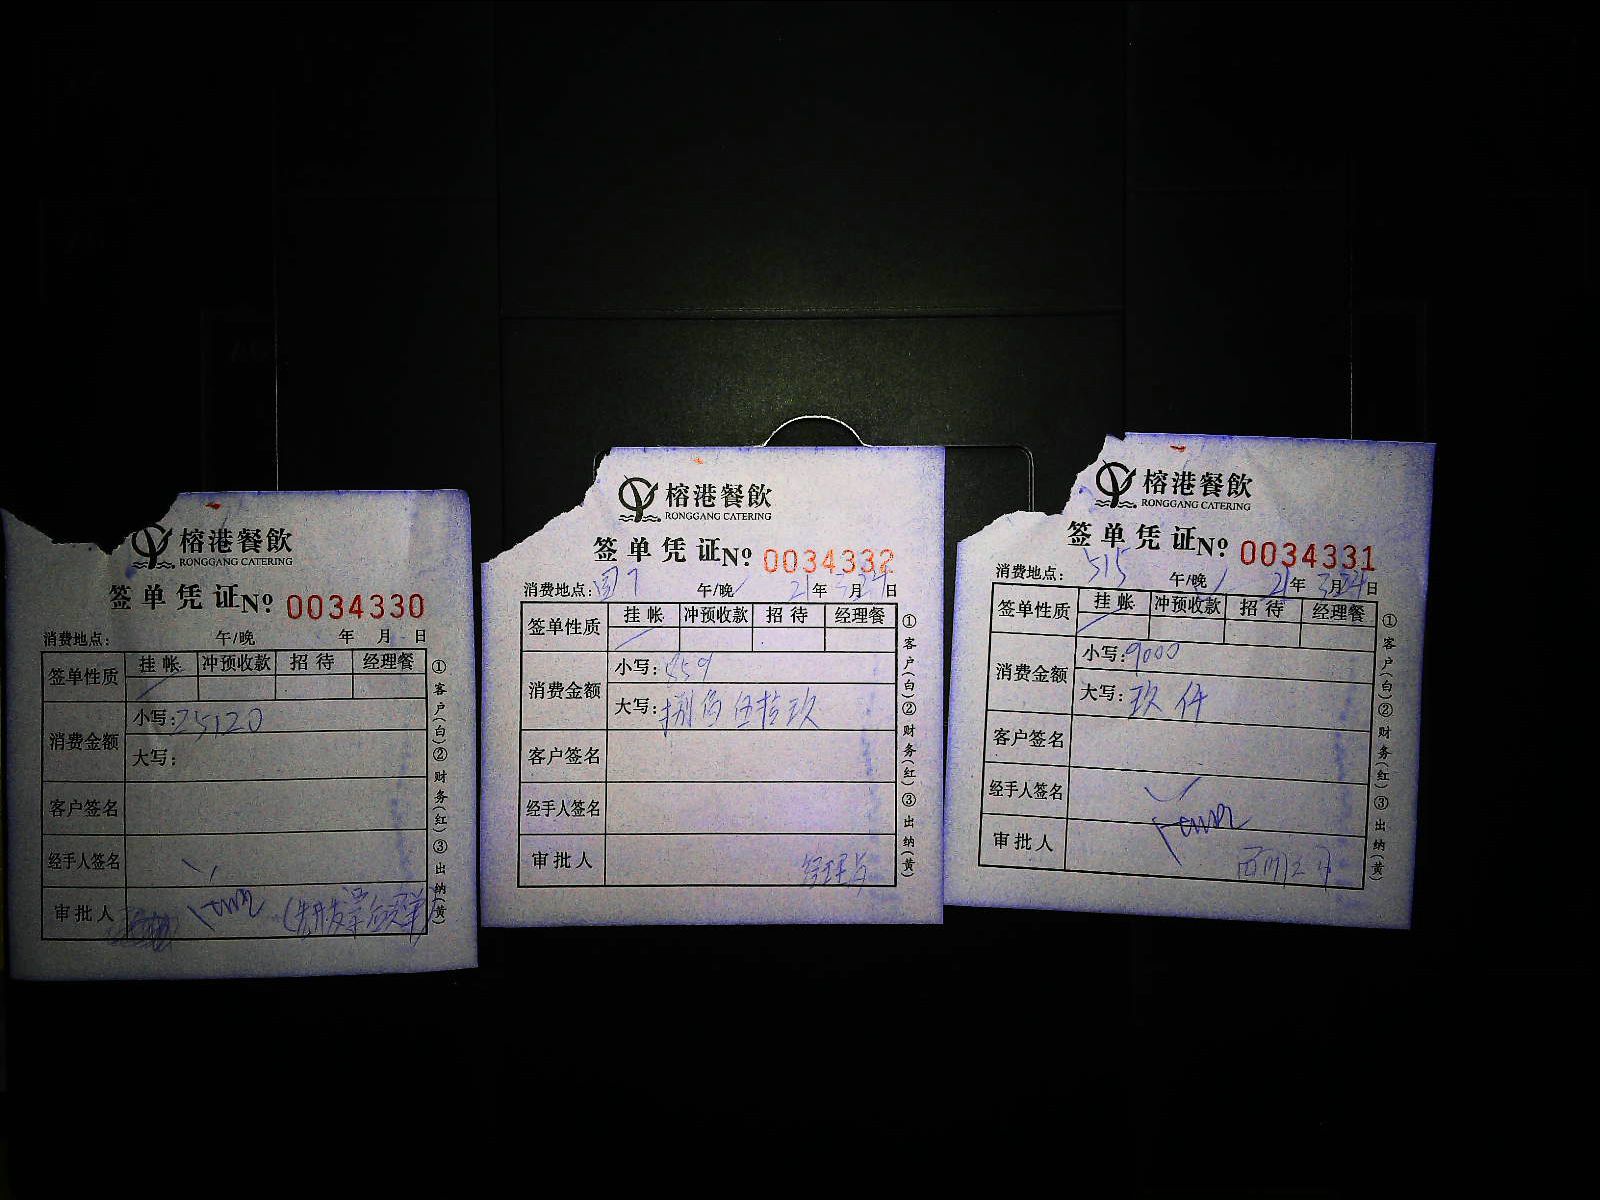 榕港餐飲
RONGGANG CATERING
签单凭证№ 0034330
消费地点： 午/晚 年 月 日
签单性质 挂帐 冲预收款 招待 经理餐
消费金额 小写：25120
大写：
客户签名
经手人签名
审批人
①客户(白)②财务(红)③出纳(黄)
榕港餐飲
RONGGANG CATERING
签单凭证№ 0034332
消费地点： 午/晚 21年3月24日
签单性质 挂帐 冲预收款 招待 经理餐
消费金额 小写：859
大写：捌佰伍拾玖
客户签名
经手人签名
审批人
①客户(白)②财务(红)③出纳(黄)
榕港餐飲
RONGGANG CATERING
签单凭证№ 0034331
消费地点：515 午/晚 21年3月24日
签单性质 挂帐 冲预收款 招待 经理餐
消费金额 小写：9000
大写：玖仟
客户签名
经手人签名
审批人
①客户(白)②财务(红)③出纳(黄)